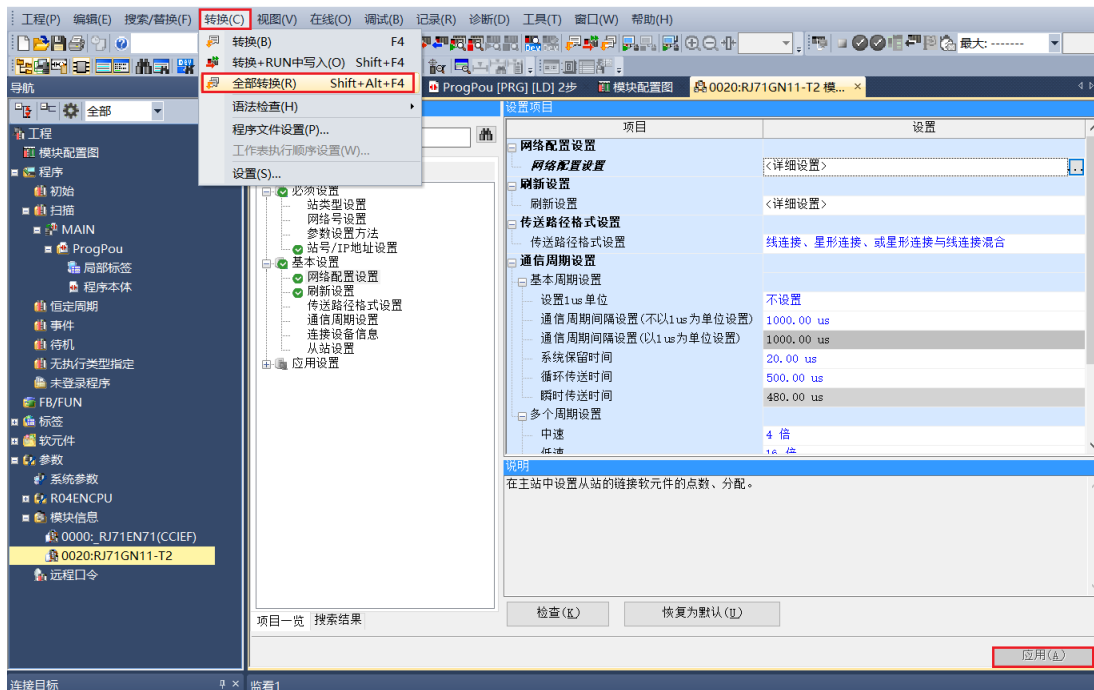 工程(P) 编辑(E) 搜索/替换(F) 转换(C) 视图(V) 在线(O) 调试(B) 记录(R) 诊断(D) 工具(T) 窗口(W) 帮助(H)
最大: -------
转换(B) F4
转换+RUN中写入(O) Shift+F4
全部转换(R) Shift+Alt+F4
语法检查(H)
程序文件设置(P)...
工作表执行顺序设置(W)...
设置(S)...
导航
全部
工程
模块配置图
程序
初始
扫描
MAIN
ProgPou
局部标签
程序本体
恒定周期
事件
待机
无执行类型指定
未登录程序
FB/FUN
标签
软元件
参数
系统参数
R04ENCPU
模块信息
0000:_RJ71EN71(CCIEF)
0020:RJ71GN11-T2
远程口令
连接目标
ProgPou [PRG] [LD] 2步
模块配置图
0020:RJ71GN11-T2 模...
必须设置
站类型设置
网络号设置
参数设置方法
站号/IP地址设置
基本设置
网络配置设置
刷新设置
传送路径格式设置
通信周期设置
连接设备信息
从站设置
应用设置
项目一览 搜索结果
设置项目
项目 设置
网络配置设置
网络配置设置 <详细设置>
刷新设置
刷新设置 <详细设置>
传送路径格式设置
传送路径格式设置 线连接、星形连接、或星形连接与线连接混合
通信周期设置
基本周期设置
设置1us单位 不设置
通信周期间隔设置(不以1us为单位设置) 1000.00 us
通信周期间隔设置(以1us为单位设置) 1000.00 us
系统保留时间 20.00 us
循环传送时间 500.00 us
瞬时传送时间 480.00 us
多个周期设置
中速 4 倍
低速 16 倍
说明
在主站中设置从站的链接软元件的点数、分配。
检查(K) 恢复为默认(U)
应用(A)
监看1